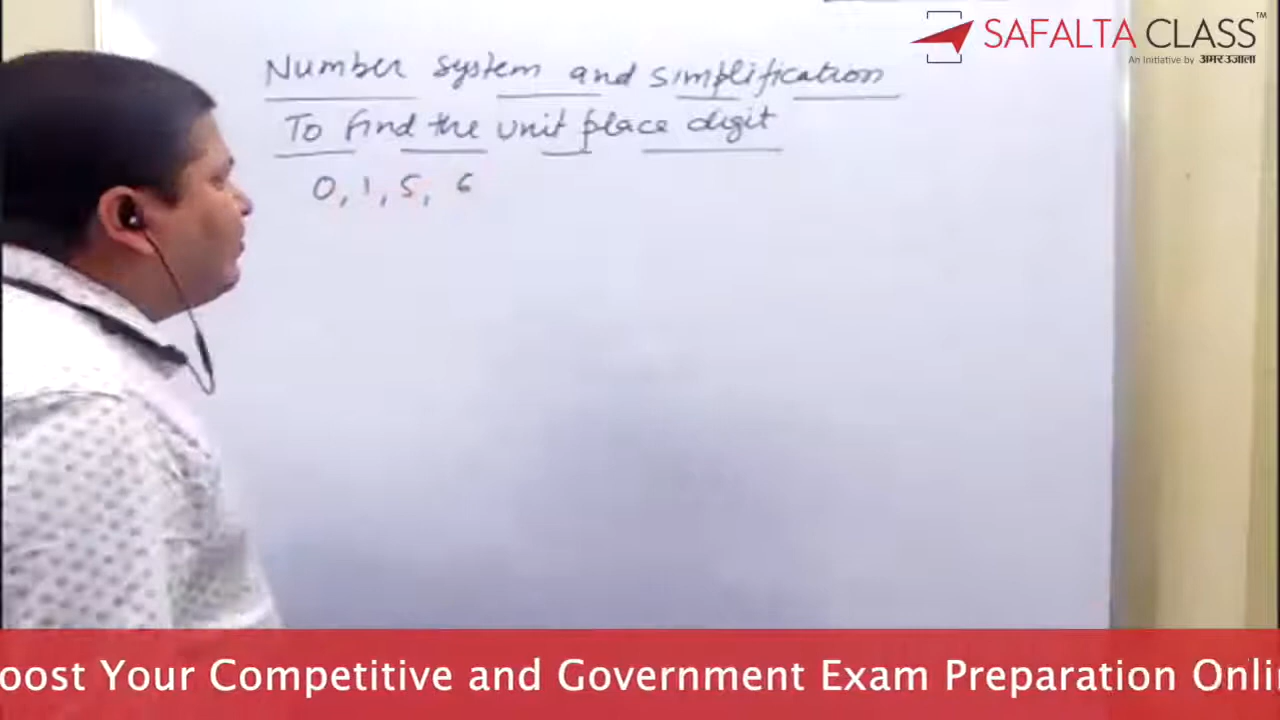 SAFALTA CLASS™
An Initiative by अमर उजाला
Number system and simplification
To find the unit place digit
0, 1, 5, 6
oost Your Competitive and Government Exam Preparation Onli